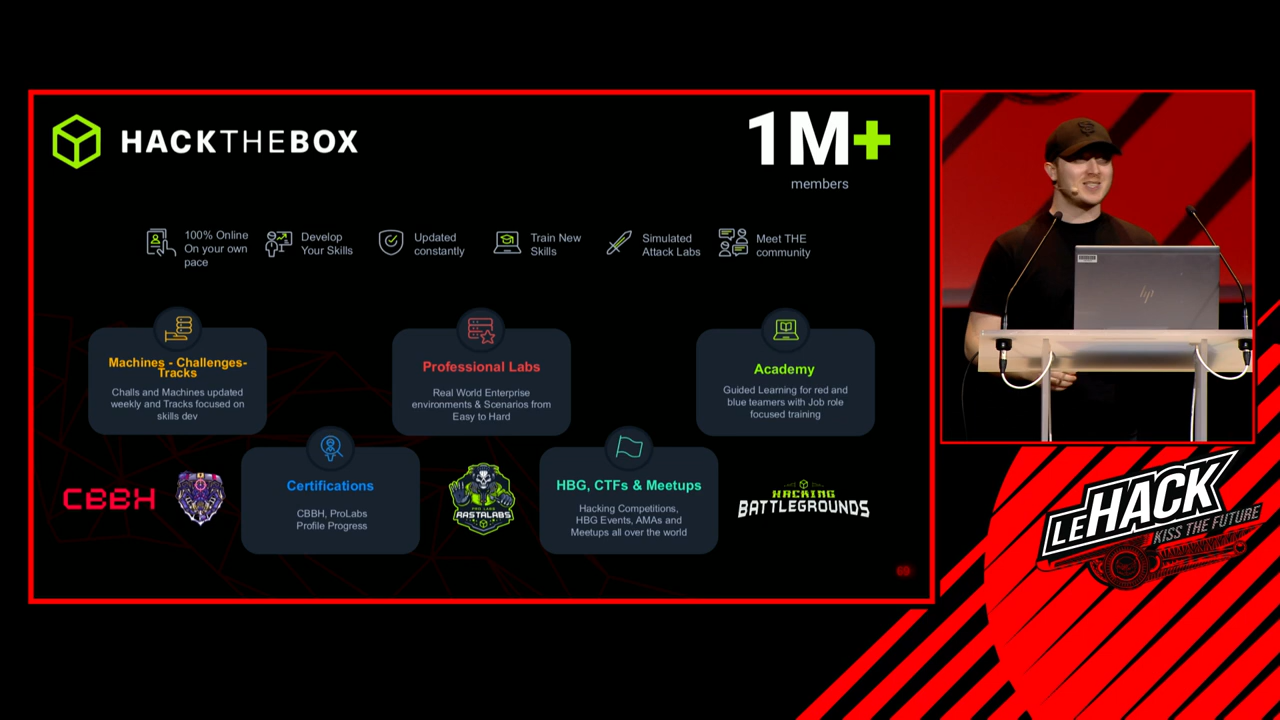 HACKTHEBOX
1M+
members
100% Online
On your own
pace
Develop
Your Skills
Updated
constantly
Train New
Skills
Simulated
Attack Labs
Meet THE
community
Machines - Challenges-
Tracks
Challs and Machines updated
weekly and Tracks focused on
skills dev
Professional Labs
Real World Enterprise
environments & Scenarios from
Easy to Hard
Academy
Guided Learning for red and
blue teamers with Job role
focused training
CBBH
Certifications
CBBH, ProLabs
Profile Progress
PRO LABS
RASTALABS
HBG, CTFs & Meetups
Hacking Competitions,
HBG Events, AMAs and
Meetups all over the world
HACKING
BATTLEGROUNDS
69
hp
LEHACK
KISS THE FUTURE